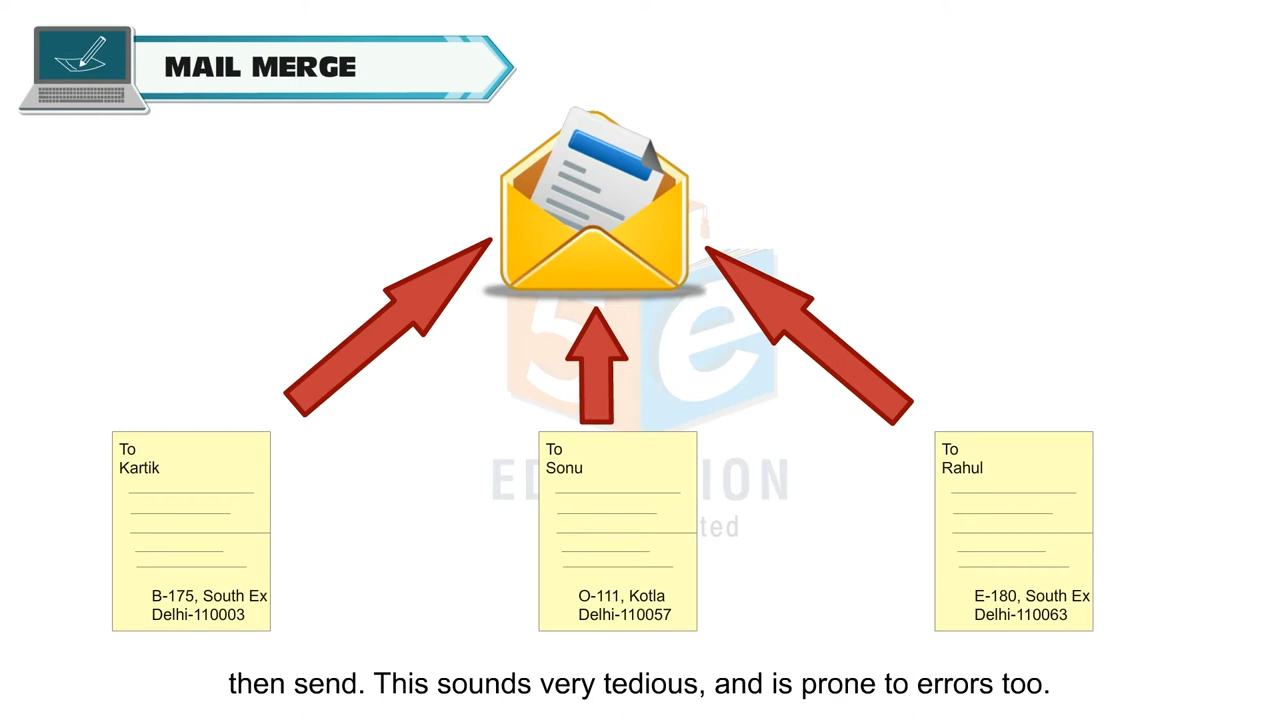 MAIL MERGE
To
Kartik
B-175, South Ex
Delhi-110003
To
Sonu
O-111, Kotla
Delhi-110057
To
Rahul
E-180, South Ex
Delhi-110063
5e
then send. This sounds very tedious, and is prone to errors too.